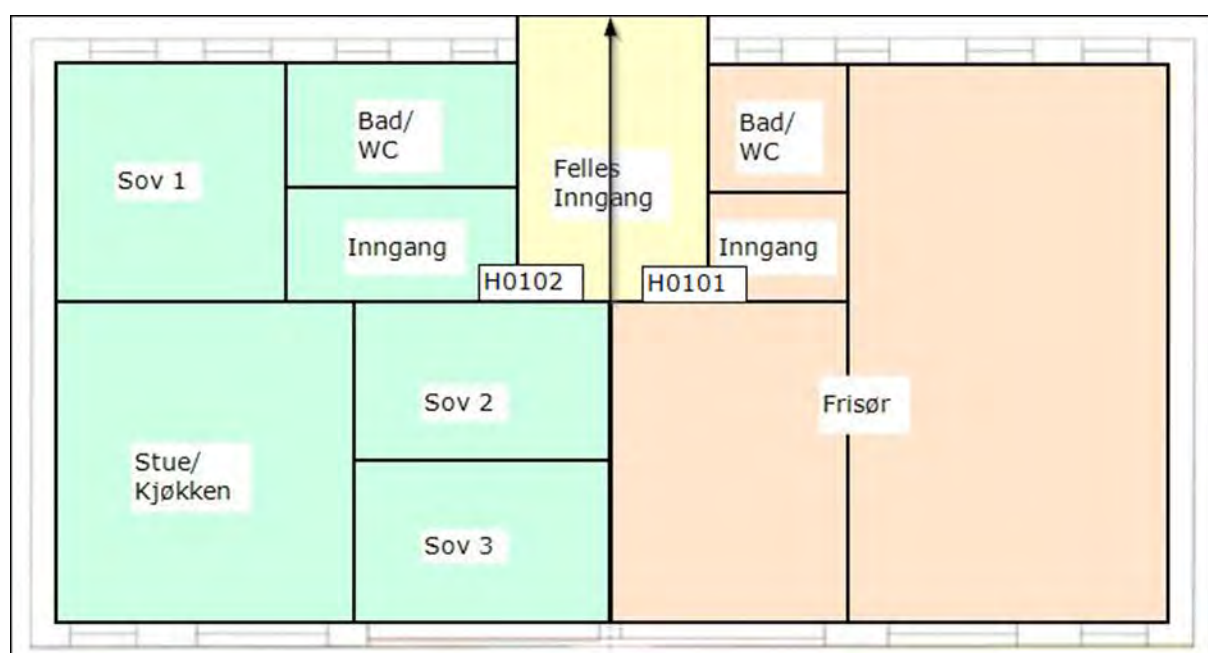 Sov 1
Bad/
WC
Inngang
H0102
Felles
Inngang
H0101
Bad/
WC
Inngang
Sov 2
Stue/
Kjøkken
Sov 3
Frisør